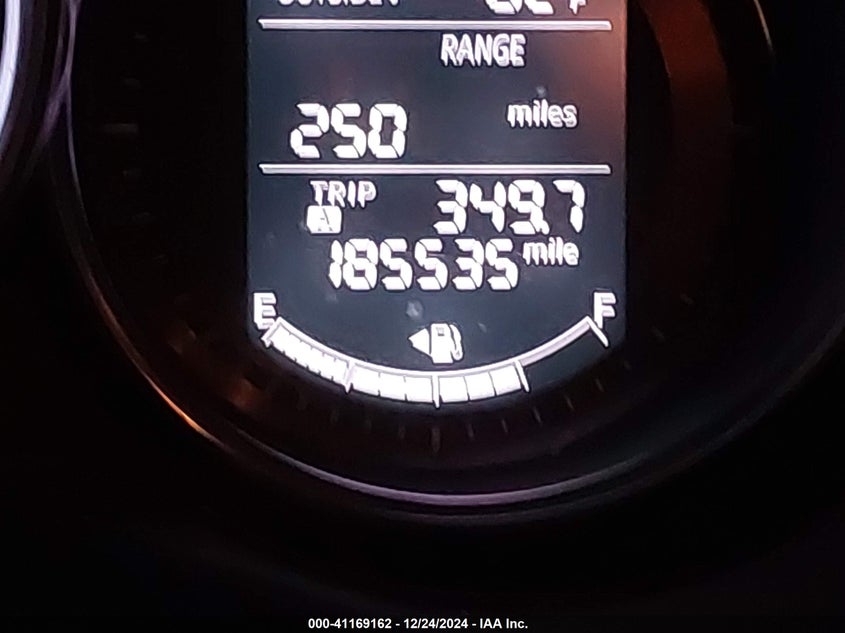 RANGE
250 miles
TRIP A 349.7
185535 mile
E F
000-41169162 - 12/24/2024 - IAA Inc.